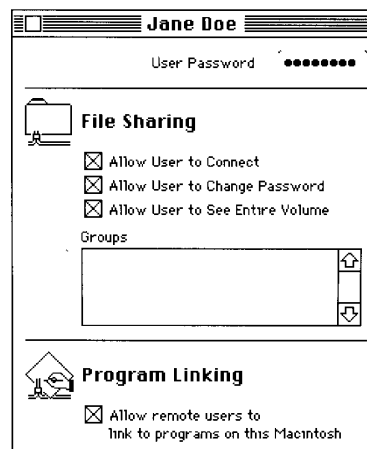 Jane Doe
User Password ••••••••
File Sharing
Allow User to Connect
Allow User to Change Password
Allow User to See Entire Volume
Groups
Program Linking
Allow remote users to
link to programs on this Macintosh